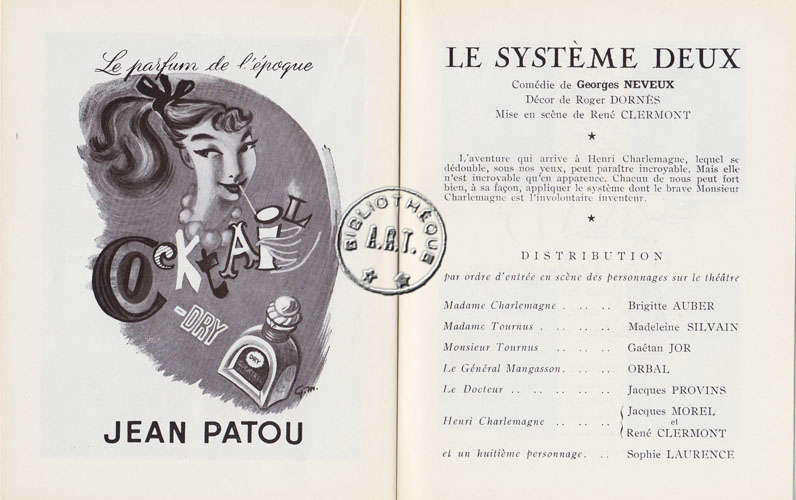 Le parfum de l'époque
COCKTAIL
-DRY
DRY
G.M.
JEAN PATOU
BIBLIOTHÈQUE
A.R.T.
LE SYSTÈME DEUX
Comédie de Georges NEVEUX
Décor de Roger DORNÈS
Mise en scène de René CLERMONT
L'aventure qui arrive à Henri Charlemagne, lequel se
dédouble, sous nos yeux, peut paraître incroyable. Mais elle
n'est incroyable qu'en apparence. Chacun de nous peut fort
bien, à sa façon, appliquer le système dont le brave Monsieur
Charlemagne est l'involontaire inventeur.
DISTRIBUTION
par ordre d'entrée en scène des personnages sur le théâtre
Madame Charlemagne . . . . . Brigitte AUBER
Madame Tournus . . . . . . Madeleine SILVAIN
Monsieur Tournus . . . . . . Gaétan JOR
Le Général Mangasson. . . . . ORBAL
Le Docteur . . . . . . . . . Jacques PROVINS
Henri Charlemagne . . . . . . Jacques MOREL
et
René CLERMONT
et un huitième personnage. . . . Sophie LAURENCE